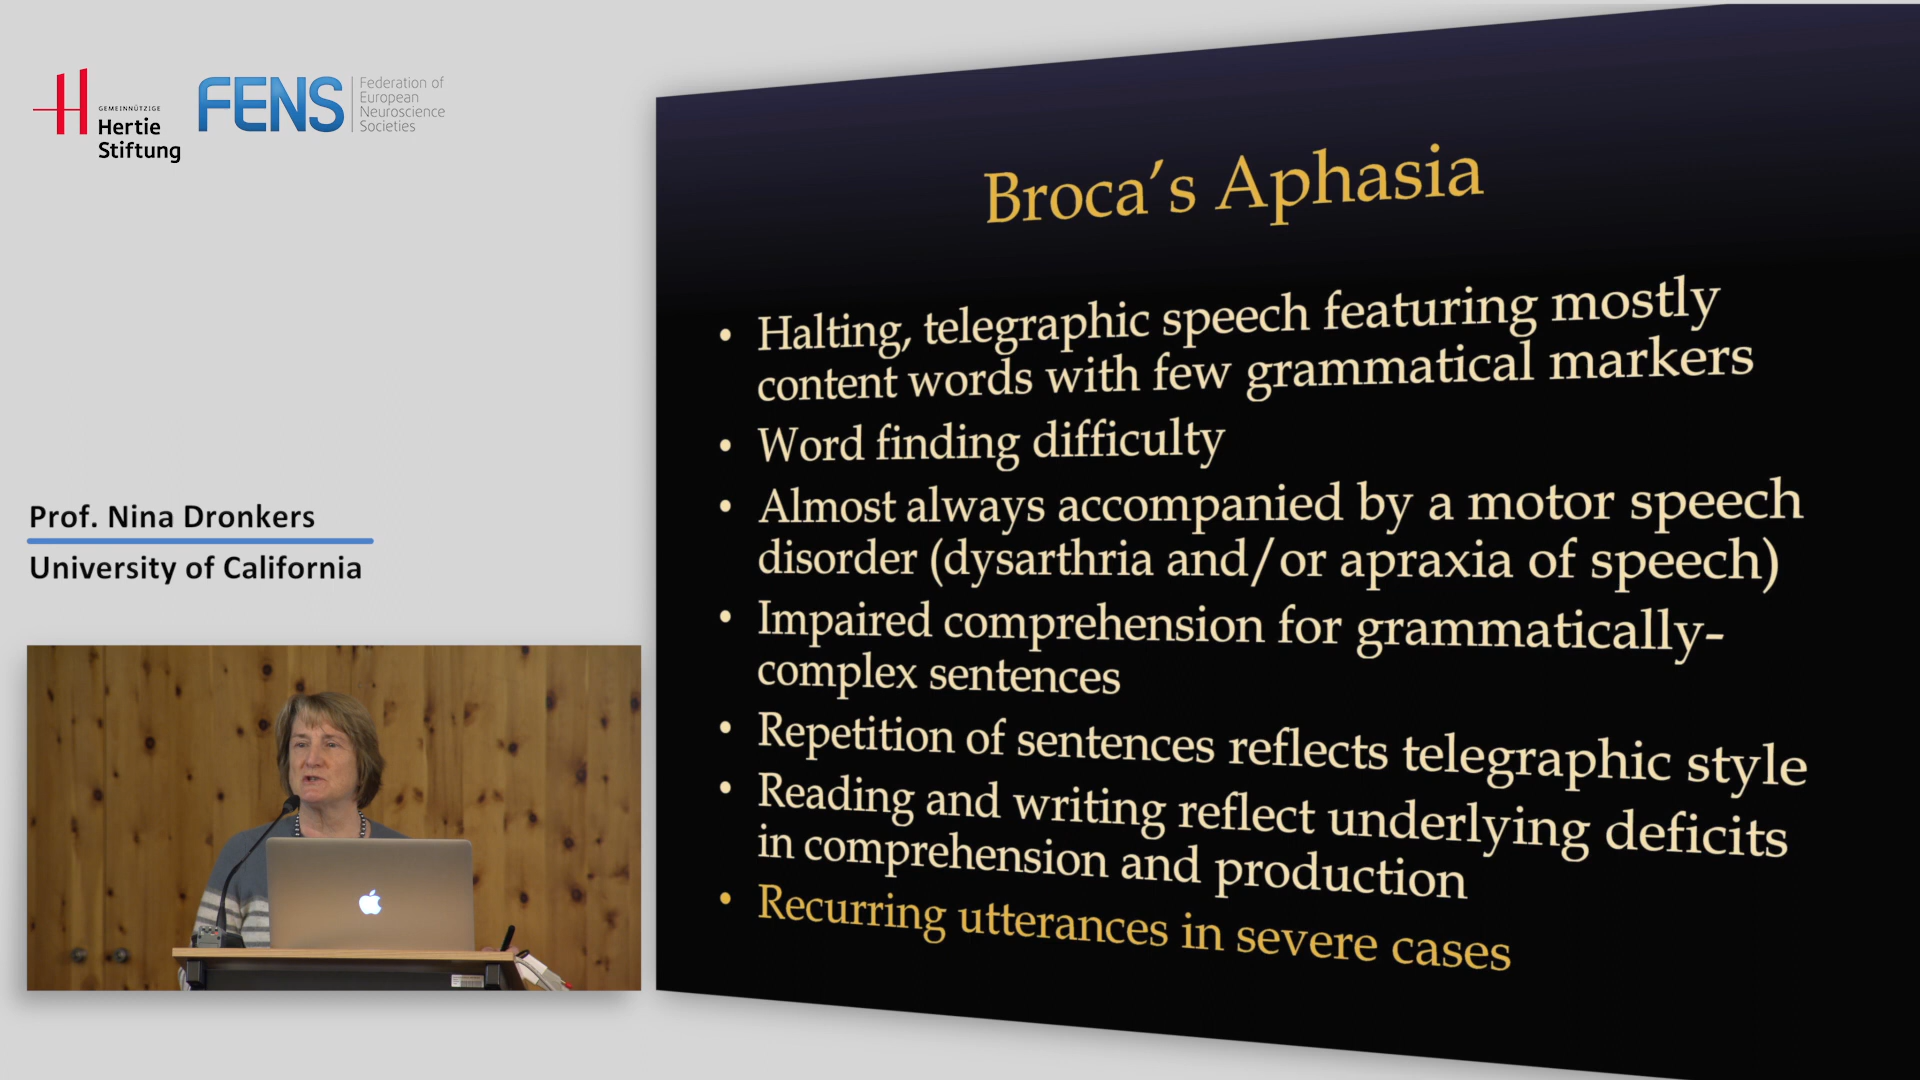 GEMEINNÜTZIGE
Hertie
Stiftung
FENS
Federation of
European
Neuroscience
Societies
Prof. Nina Dronkers
University of California
Broca’s Aphasia
• Halting, telegraphic speech featuring mostly
content words with few grammatical markers
• Word finding difficulty
• Almost always accompanied by a motor speech
disorder (dysarthria and/or apraxia of speech)
• Impaired comprehension for grammatically-
complex sentences
• Repetition of sentences reflects telegraphic style
• Reading and writing reflect underlying deficits
in comprehension and production
• Recurring utterances in severe cases